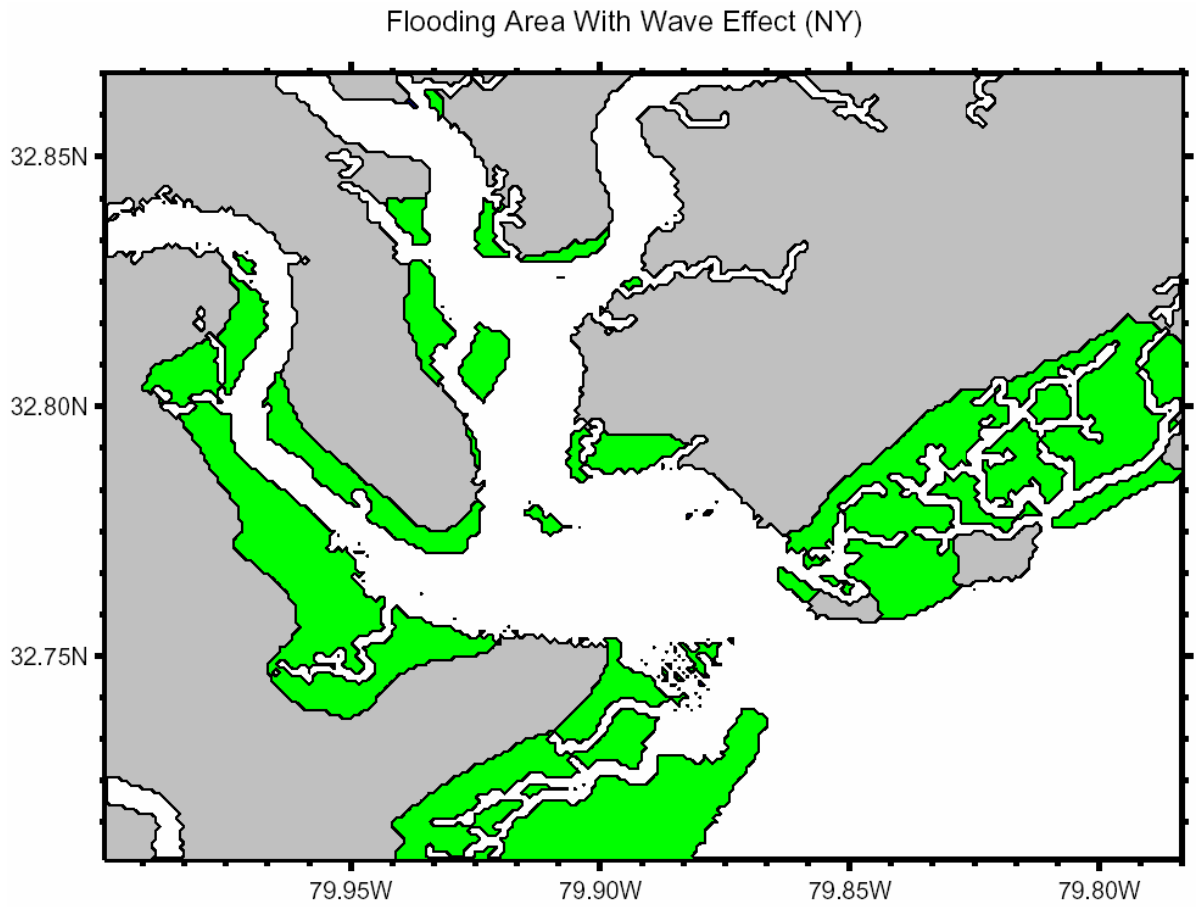 Flooding Area With Wave Effect (NY)
32.85N
32.80N
32.75N
79.95W 79.90W 79.85W 79.80W